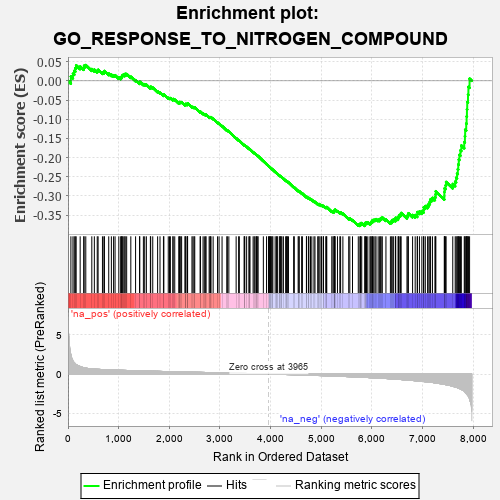 Enrichment plot:
GO_RESPONSE_TO_NITROGEN_COMPOUND
Enrichment score (ES)
0.05
0.00
-0.05
-0.10
-0.15
-0.20
-0.25
-0.30
-0.35
'na_pos' (positively correlated)
Ranked list metric (PreRanked)
5
0
-5
Zero cross at 3965
'na_neg' (negatively correlated)
0
1,000
2,000
3,000
4,000
5,000
6,000
7,000
8,000
Rank in Ordered Dataset
Enrichment profile
Hits
Ranking metric scores